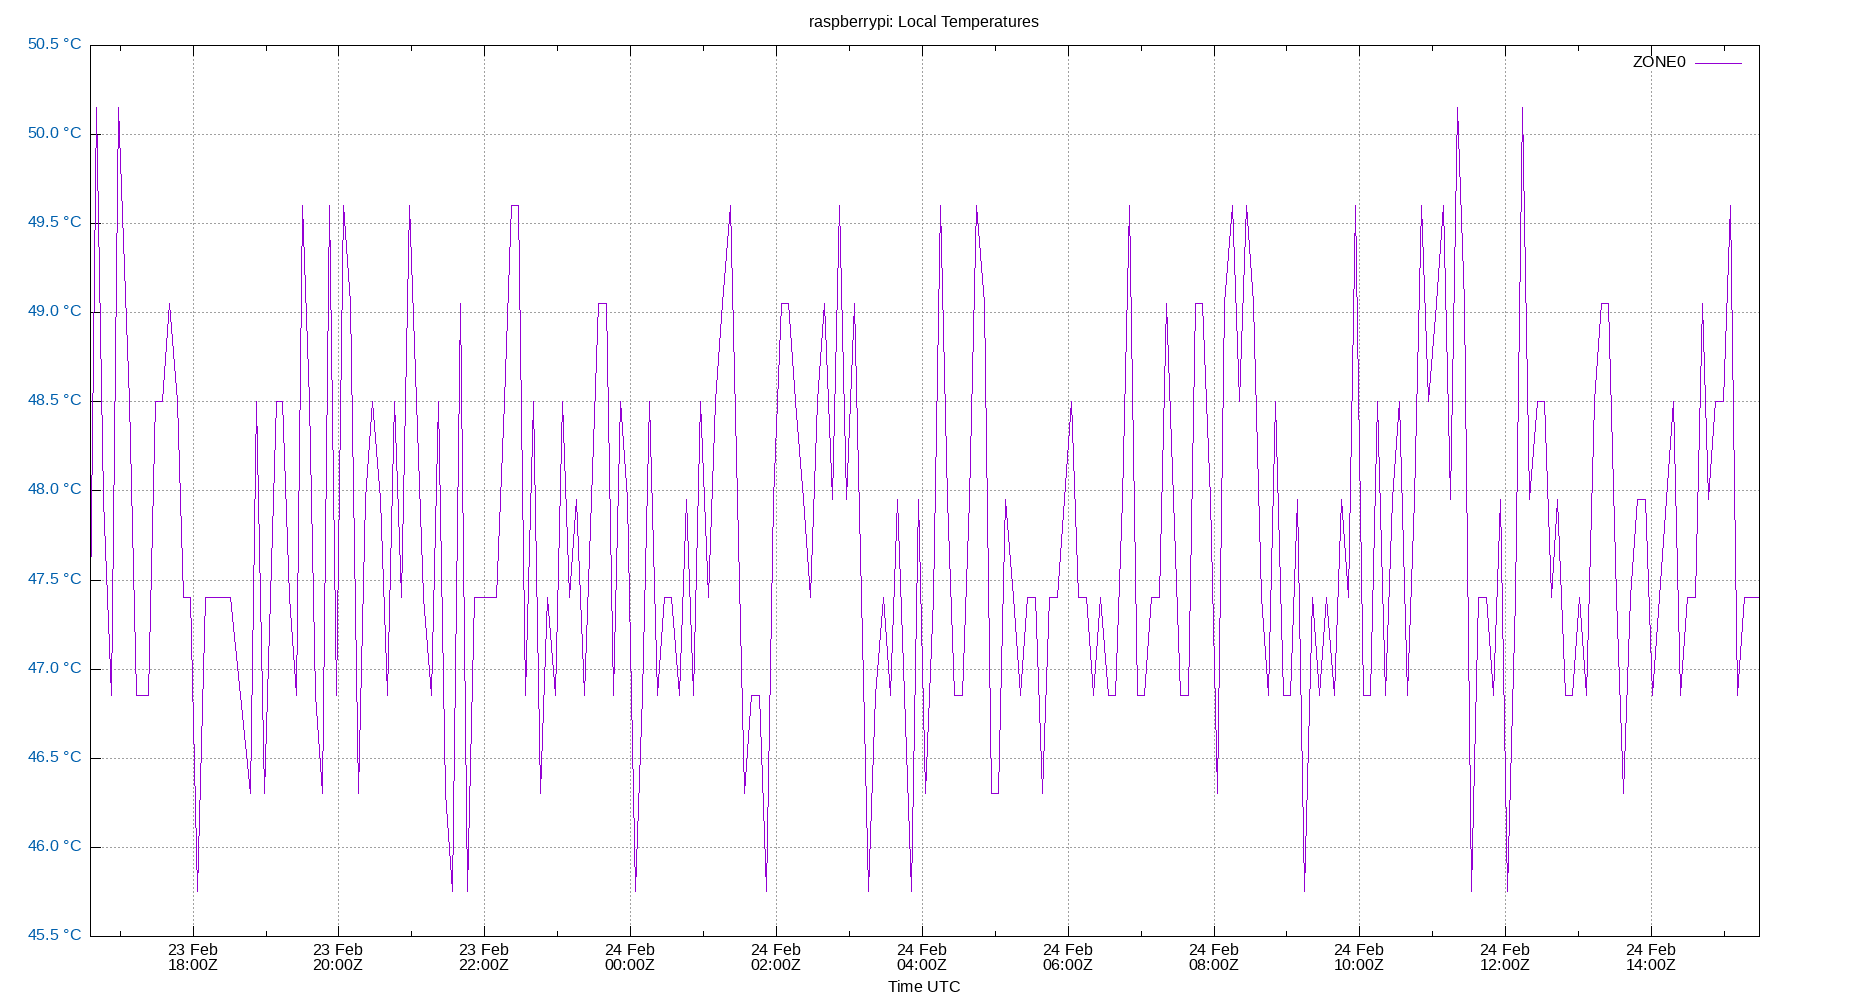 raspberrypi: Local Temperatures
50.5 °C
ZONE0
50.0 °C
49.5 °C
49.0 °C
48.5 °C
48.0 °C
47.5 °C
47.0 °C
46.5 °C
46.0 °C
45.5 °C
23 Feb 23 Feb 23 Feb 24 Feb 24 Feb 24 Feb 24 Feb 24 Feb 24 Feb 24 Feb 24 Feb
18:00Z 20:00Z 22:00Z 00:00Z 02:00Z 04:00Z 06:00Z 08:00Z 10:00Z 12:00Z 14:00Z
Time UTC